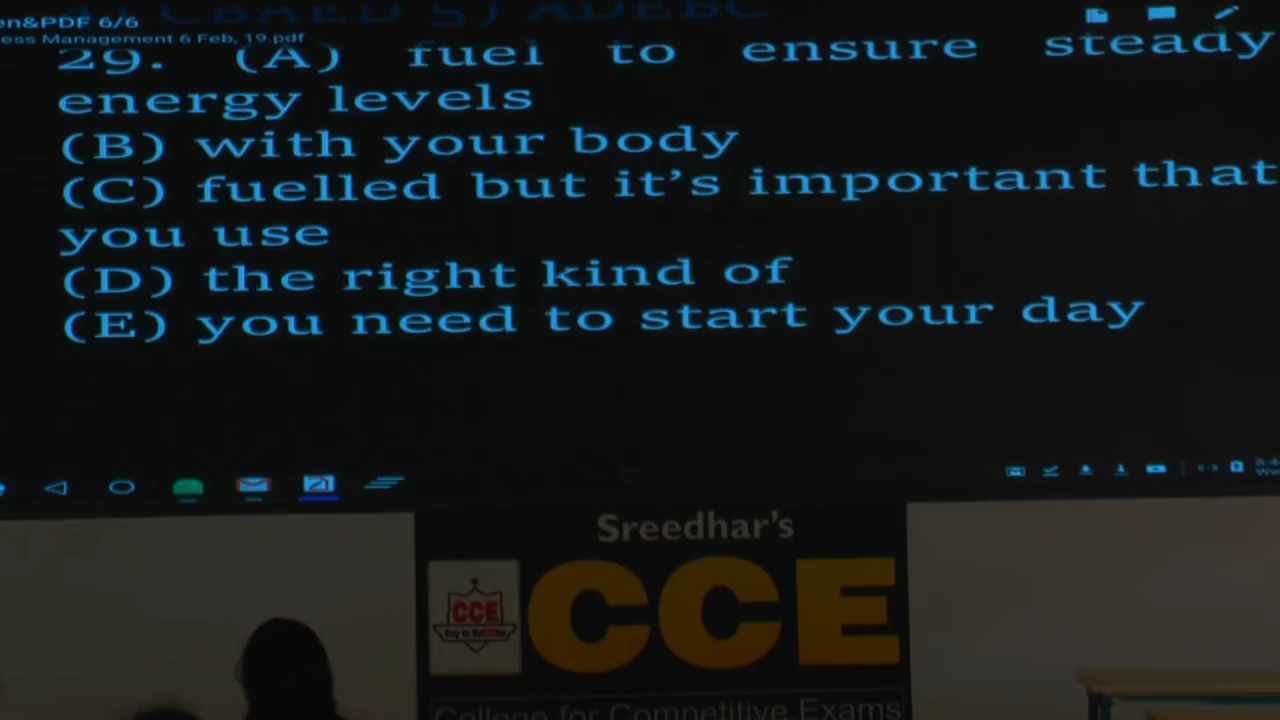 en&PDF 6/6
ess Management 6 Feb, 19.pdf
29. (A) fuel to ensure steady
energy levels
(B) with your body
(C) fuelled but it's important that
you use
(D) the right kind of
(E) you need to start your day
Sreedhar's
CCE
CCE
College for Competitive Exams